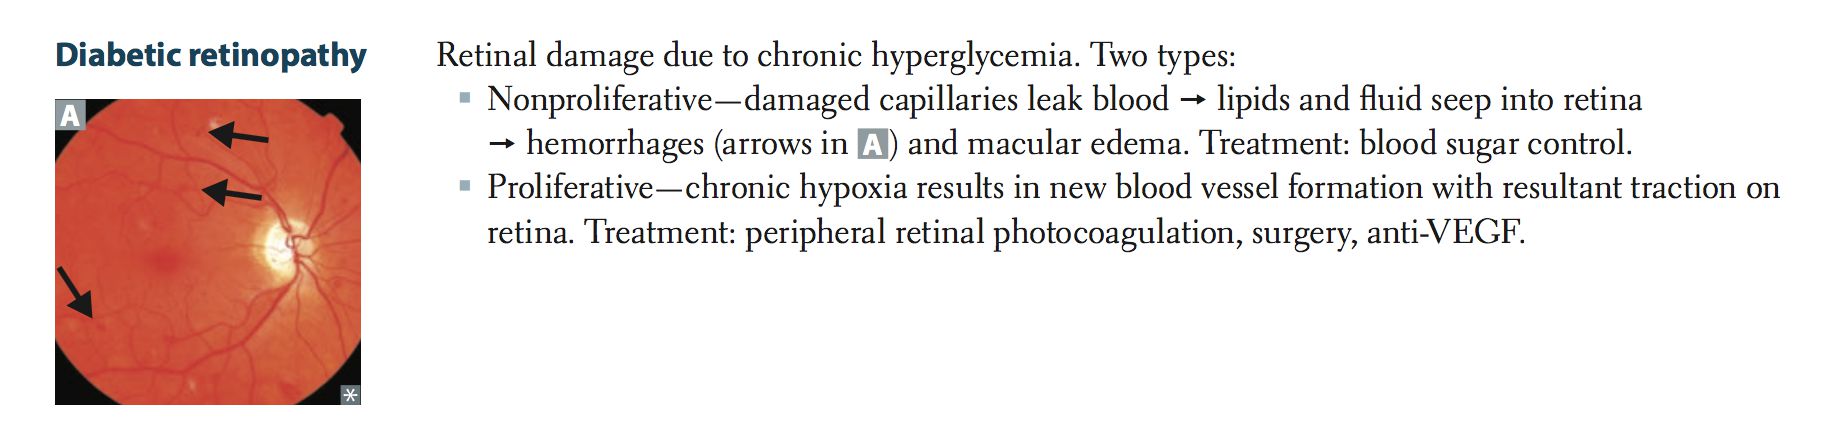 Diabetic retinopathy
A
*
Retinal damage due to chronic hyperglycemia. Two types:
▪ Nonproliferative—damaged capillaries leak blood → lipids and fluid seep into retina
→ hemorrhages (arrows in A) and macular edema. Treatment: blood sugar control.
▪ Proliferative—chronic hypoxia results in new blood vessel formation with resultant traction on
retina. Treatment: peripheral retinal photocoagulation, surgery, anti-VEGF.